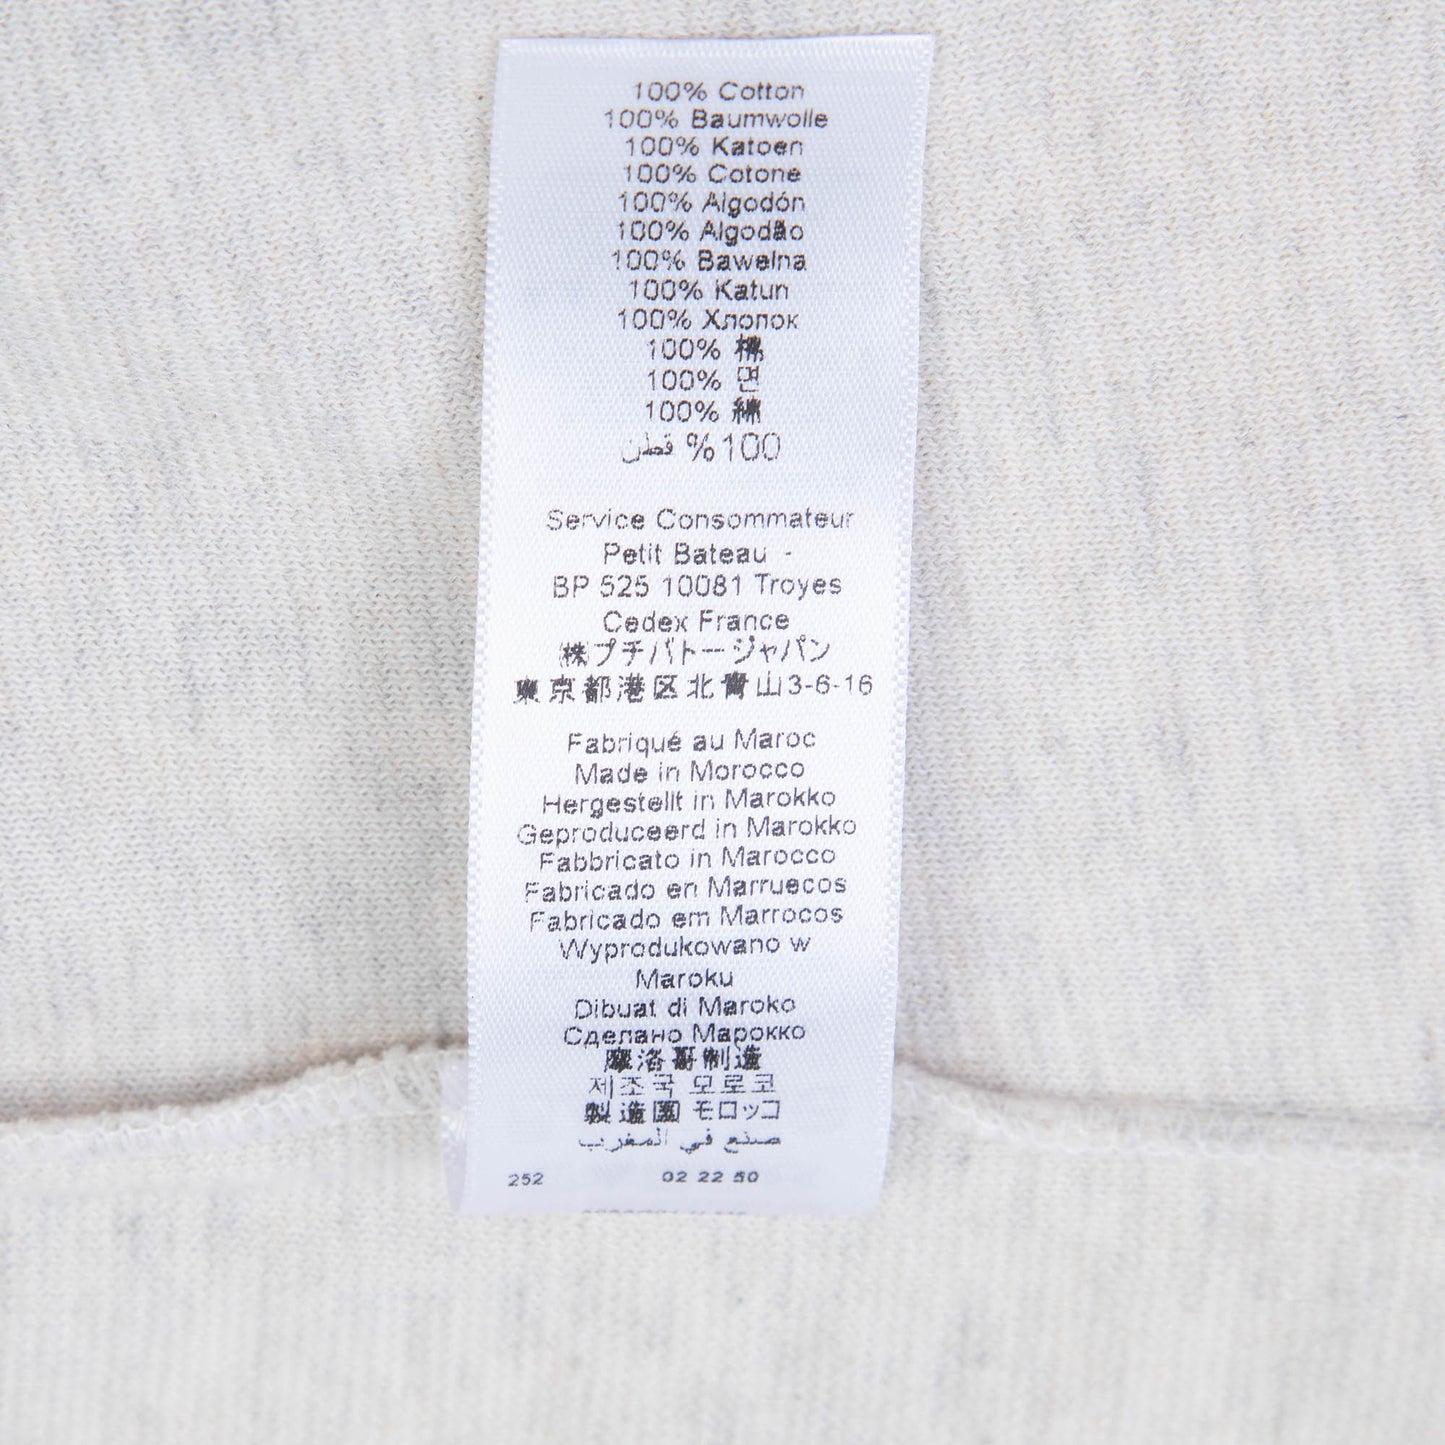 100% Cotton
100% Baumwolle
100% Katoen
100% Cotone
100% Algodón
100% Algodão
100% Bawelna
100% Katun
100% Хлопок
100% 棉
100% 면
100% 綿
100% قطن
Service Consommateur
Petit Bateau -
BP 525 10081 Troyes
Cedex France
㈱プチバトージャパン
東京都港区北青山3-6-16
Fabriqué au Maroc
Made in Morocco
Hergestellt in Marokko
Geproduceerd in Marokko
Fabbricato in Marocco
Fabricado en Marruecos
Fabricado em Marrocos
Wyprodukowano w
Maroku
Dibuat di Maroko
Сделано Марокко
摩洛哥制造
제조국 모로코
製造國 モロッコ
صنع في المغرب
252 02 22 50